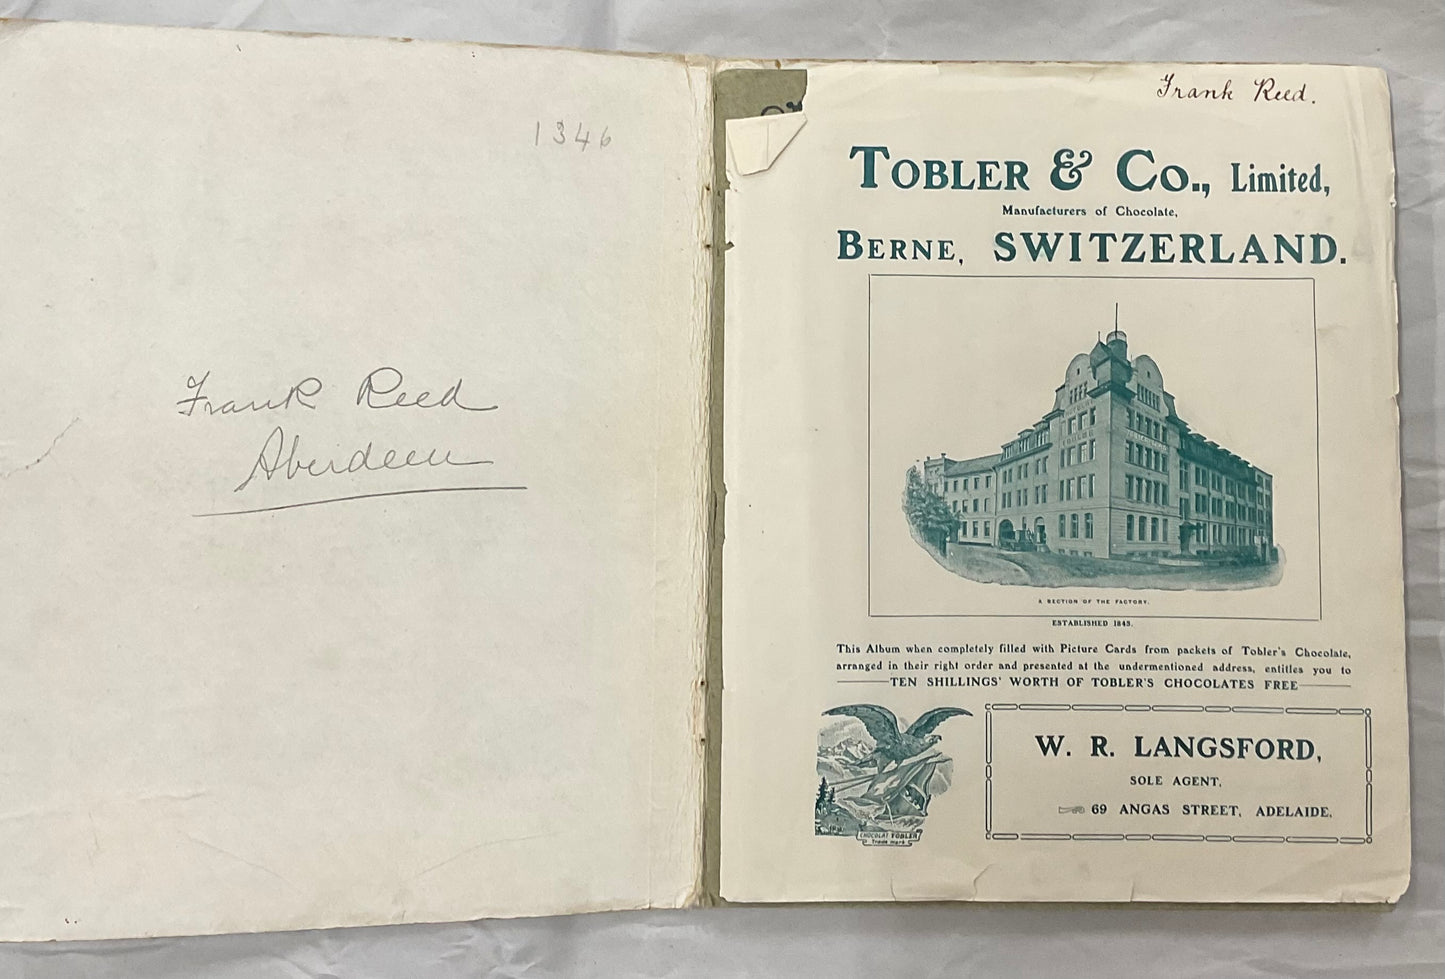 1346
Frank Reed
Aberdeen
Frank Reed.
TOBLER & Co., Limited,
Manufacturers of Chocolate,
BERNE, SWITZERLAND.
TOBLER
A SECTION OF THE FACTORY.
ESTABLISHED 1845.
This Album when completely filled with Picture Cards from packets of Tobler's Chocolate,
arranged in their right order and presented at the undermentioned address, entitles you to
TEN SHILLINGS' WORTH OF TOBLER'S CHOCOLATES FREE
W. R. LANGSFORD,
SOLE AGENT,
69 ANGAS STREET, ADELAIDE.
CHOCOLAT TOBLER
Trade mark